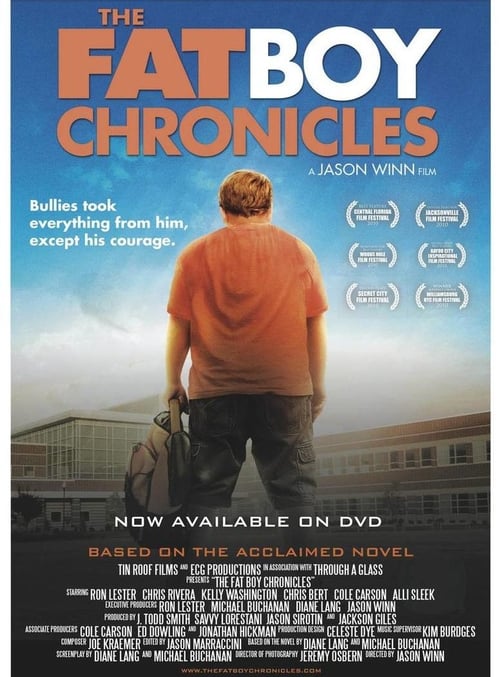 THE
FATBOY
CHRONICLES
A JASON WINN FILM
Bullies took
everything from him,
except his courage.
CENTRAL FLORIDA
FILM FESTIVAL
2010
JACKSONVILLE
FILM FESTIVAL
2010
WOODS HOLE
FILM FESTIVAL
INSPIRATIONAL
FILM FESTIVAL
SECRET CITY
FILM FESTIVAL
WILLIAMSBURG
FILM FESTIVAL
NOW AVAILABLE ON DVD
BASED ON THE ACCLAIMED NOVEL
TIN ROOF FILMS AND ECG PRODUCTIONS IN ASSOCIATION WITH THROUGH A GLASS
PRESENTS "THE FAT BOY CHRONICLES"
STARRING RON LESTER CHRIS RIVERA KELLY WASHINGTON CHRIS BERT COLE CARSON ALLI SLEEK
EXECUTIVE PRODUCERS RON LESTER MICHAEL BUCHANAN DIANE LANG JASON WINN
PRODUCED BY J. TODD SMITH SAVVY LORESTANI JASON SIROTIN AND JACKSON GILES
ASSOCIATE PRODUCERS COLE CARSON ED DOWLING AND JONATHAN HICKMAN PRODUCTION DESIGN CELESTE DYE MUSIC SUPERVISOR KIM BURDGES
COMPOSER JOE KRAEMER EDITED BY JASON MARRACCINI BASED ON THE NOVEL BY DIANE LANG AND MICHAEL BUCHANAN
SCREENPLAY BY DIANE LANG AND MICHAEL BUCHANAN DIRECTOR OF PHOTOGRAPHY JEREMY OSBERN DIRECTED BY JASON WINN
WWW.THEFATBOYCHRONICLES.COM